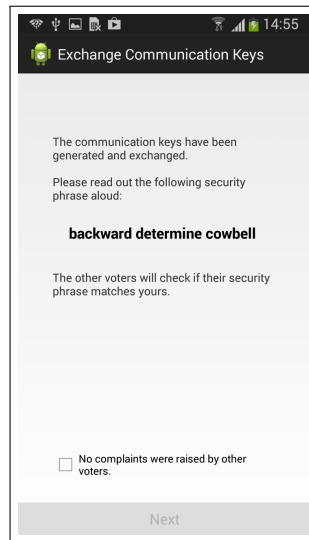 14:55
Exchange Communication Keys
The communication keys have been
generated and exchanged.
Please read out the following security
phrase aloud:
backward determine cowbell
The other voters will check if their security
phrase matches yours.
No complaints were raised by other
voters.
Next